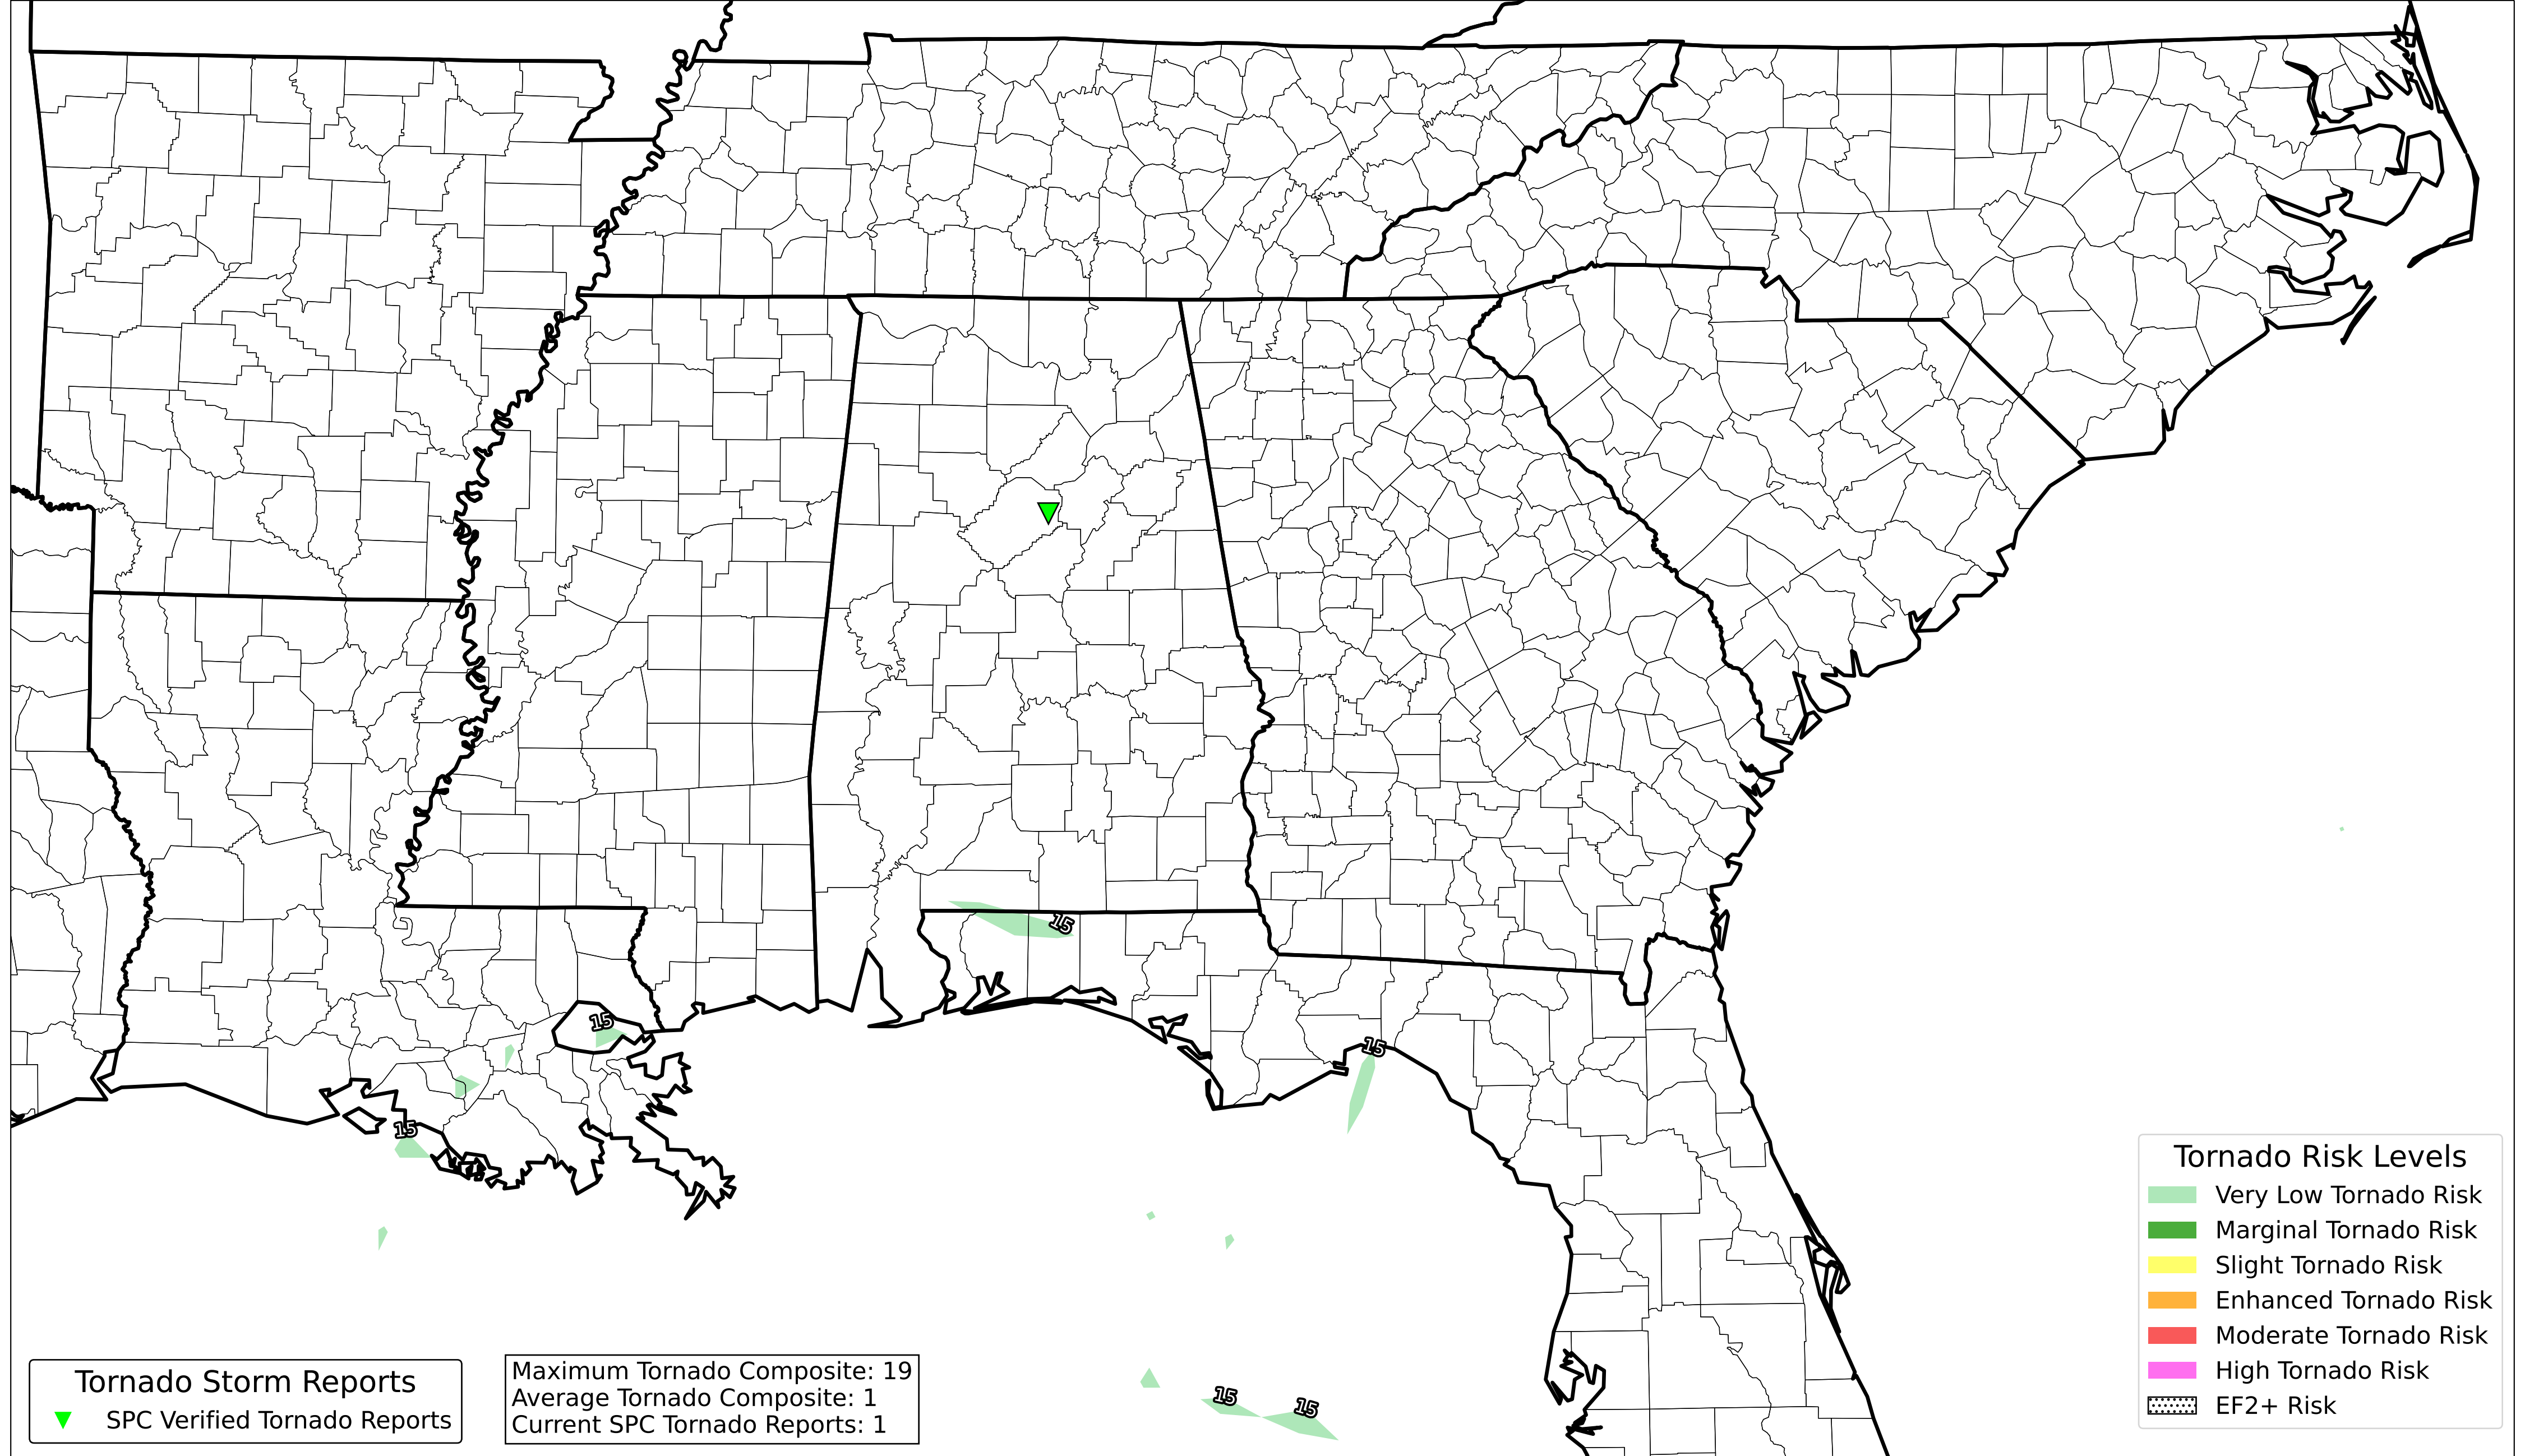 15
15
15
15
15
15
Tornado Risk Levels
Very Low Tornado Risk
Marginal Tornado Risk
Slight Tornado Risk
Enhanced Tornado Risk
Moderate Tornado Risk
High Tornado Risk
EF2+ Risk
Tornado Storm Reports
SPC Verified Tornado Reports
Maximum Tornado Composite: 19
Average Tornado Composite: 1
Current SPC Tornado Reports: 1